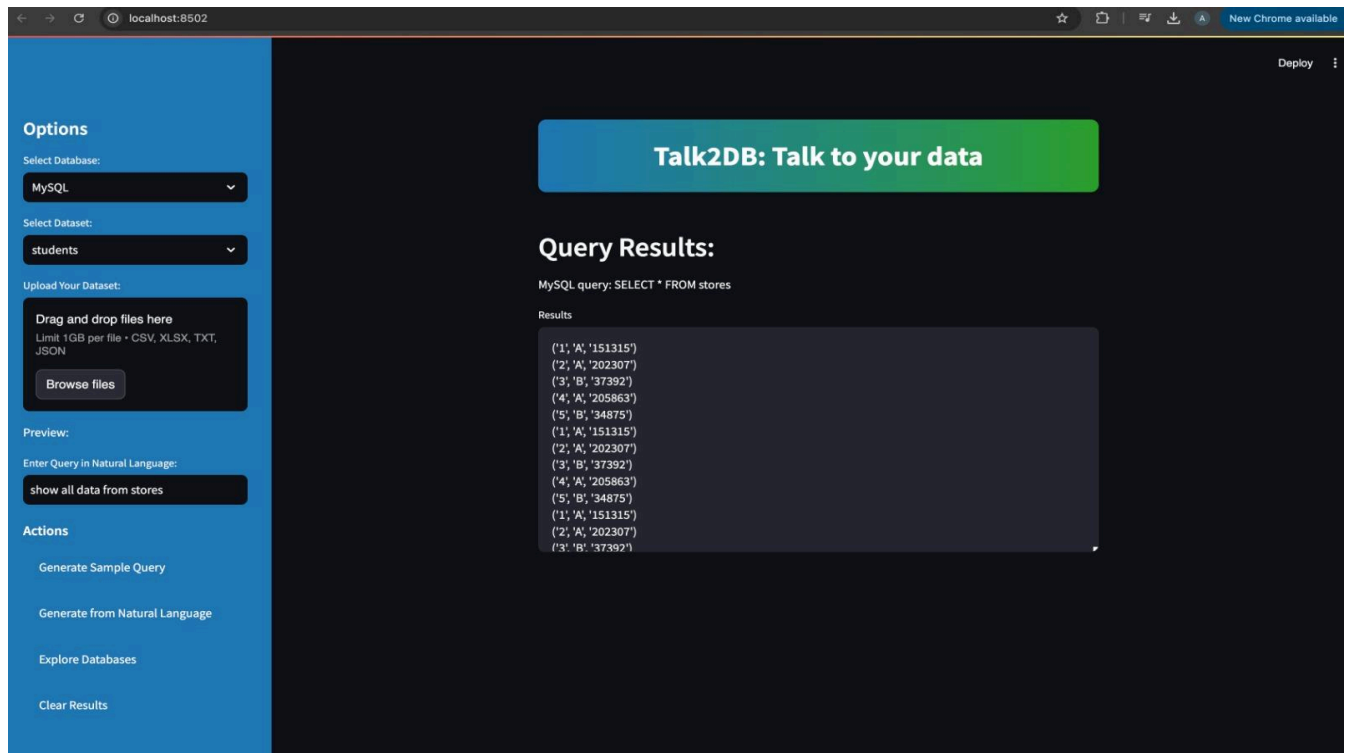 localhost:8502
New Chrome available
A
Deploy
Options
Select Database:
MySQL
Select Dataset:
students
Upload Your Dataset:
Drag and drop files here
Limit 1GB per file • CSV, XLSX, TXT,
JSON
Browse files
Preview:
Enter Query in Natural Language:
show all data from stores
Actions
Generate Sample Query
Generate from Natural Language
Explore Databases
Clear Results
Talk2DB: Talk to your data
Query Results:
MySQL query: SELECT * FROM stores
Results
('1', 'A', '151315')
('2', 'A', '202307')
('3', 'B', '37392')
('4', 'A', '205863')
('5', 'B', '34875')
('1', 'A', '151315')
('2', 'A', '202307')
('3', 'B', '37392')
('4', 'A', '205863')
('5', 'B', '34875')
('1', 'A', '151315')
('2', 'A', '202307')
('3', 'B', '37392')